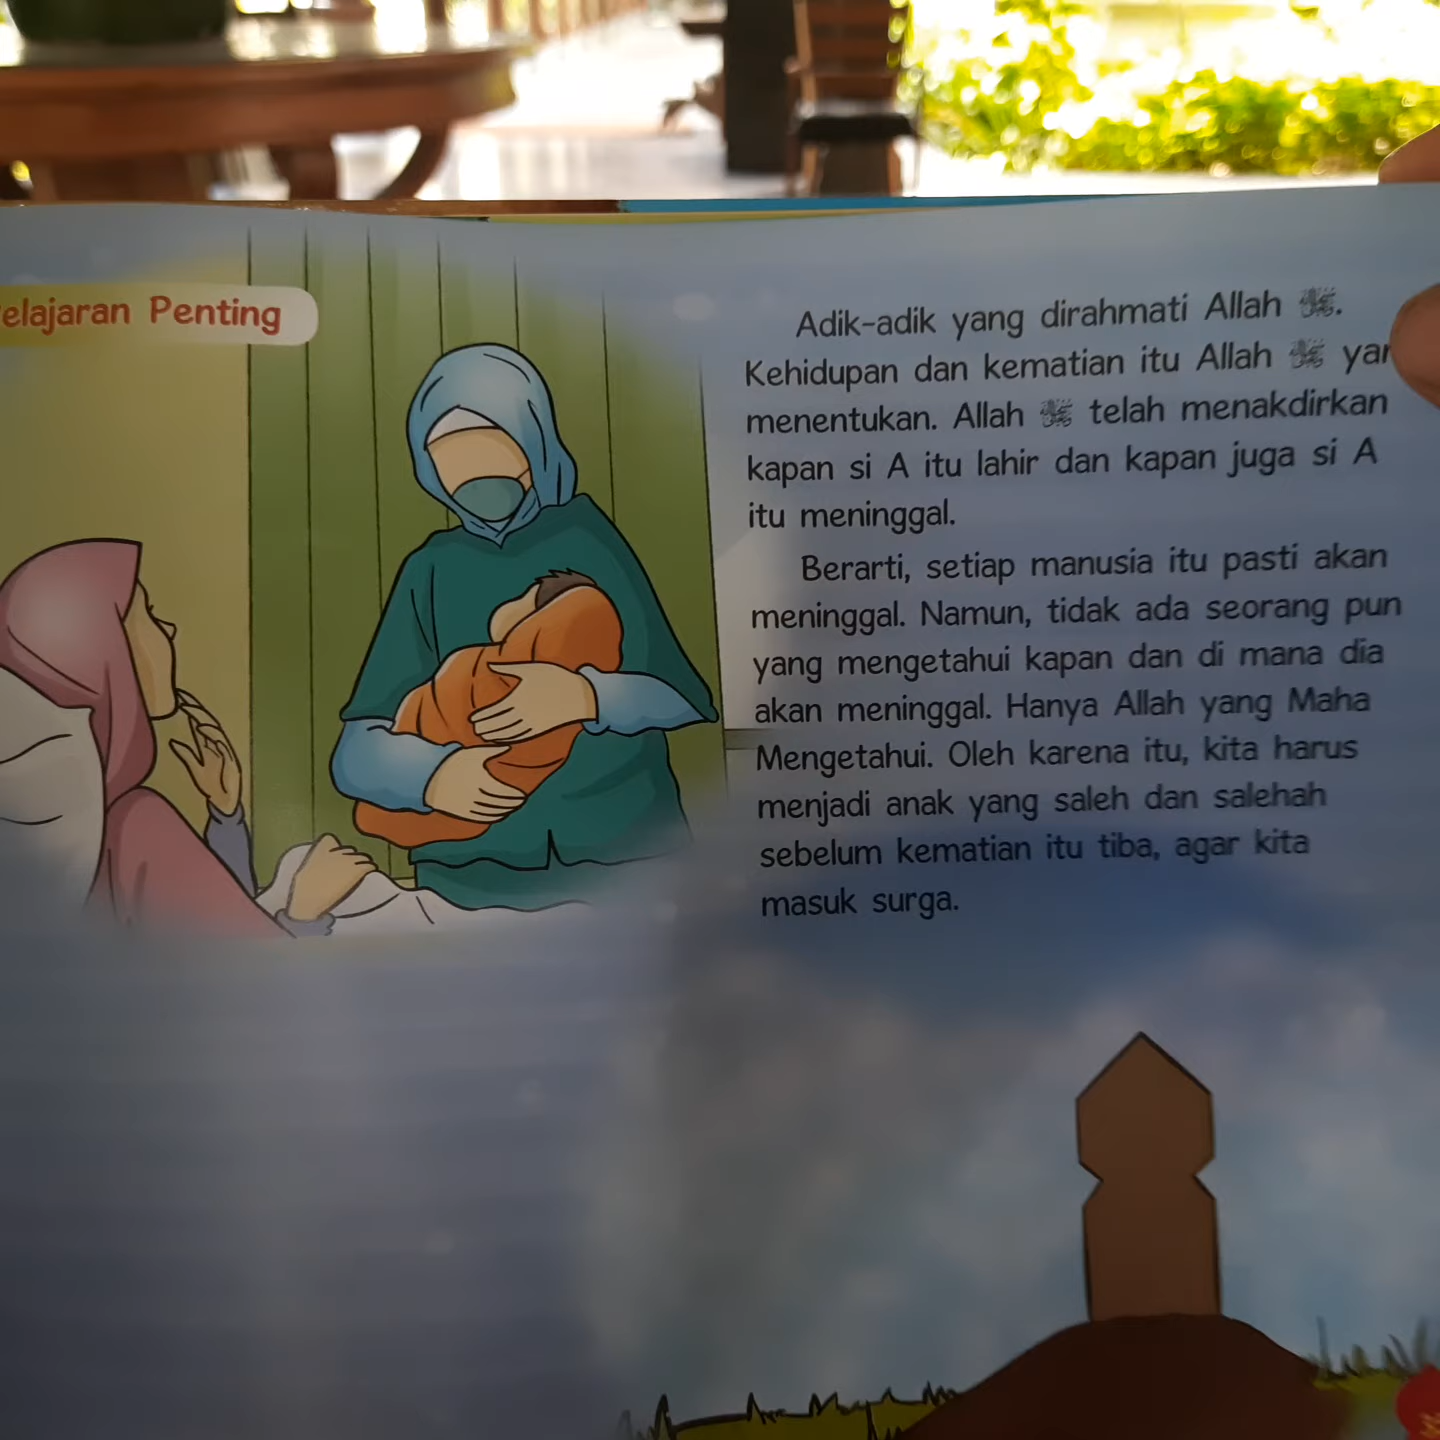 elajaran Penting
Adik-adik yang dirahmati Allah ﷻ.
Kehidupan dan kematian itu Allah ﷻ yan
menentukan. Allah ﷻ telah menakdirkan
kapan si A itu lahir dan kapan juga si A
itu meninggal.
Berarti, setiap manusia itu pasti akan
meninggal. Namun, tidak ada seorang pun
yang mengetahui kapan dan di mana dia
akan meninggal. Hanya Allah yang Maha
Mengetahui. Oleh karena itu, kita harus
menjadi anak yang saleh dan salehah
sebelum kematian itu tiba, agar kita
masuk surga.